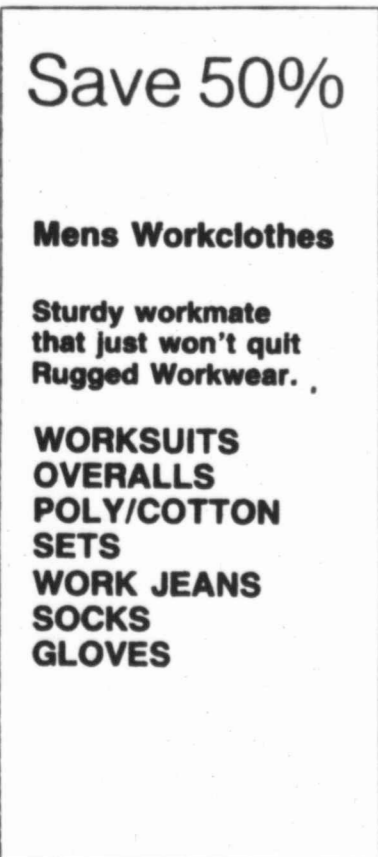 Save 50%
Mens Workclothes
Sturdy workmate
that just won't quit
Rugged Workwear.
WORKSUITS
OVERALLS
POLY/COTTON
SETS
WORK JEANS
SOCKS
GLOVES